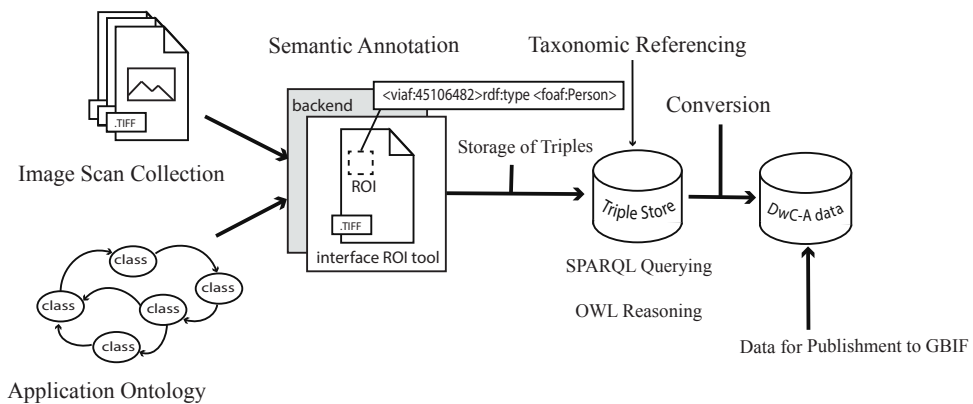 Semantic Annotation
Taxonomic Referencing
backend
<viaf:45106482>rdf:type <foaf:Person>
Conversion
.TIFF
Image Scan Collection
ROI
.TIFF
interface ROI tool
Storage of Triples
Triple Store
DwC-A data
SPARQL Querying
OWL Reasoning
class
class
class
class
class
Application Ontology
Data for Publishment to GBIF